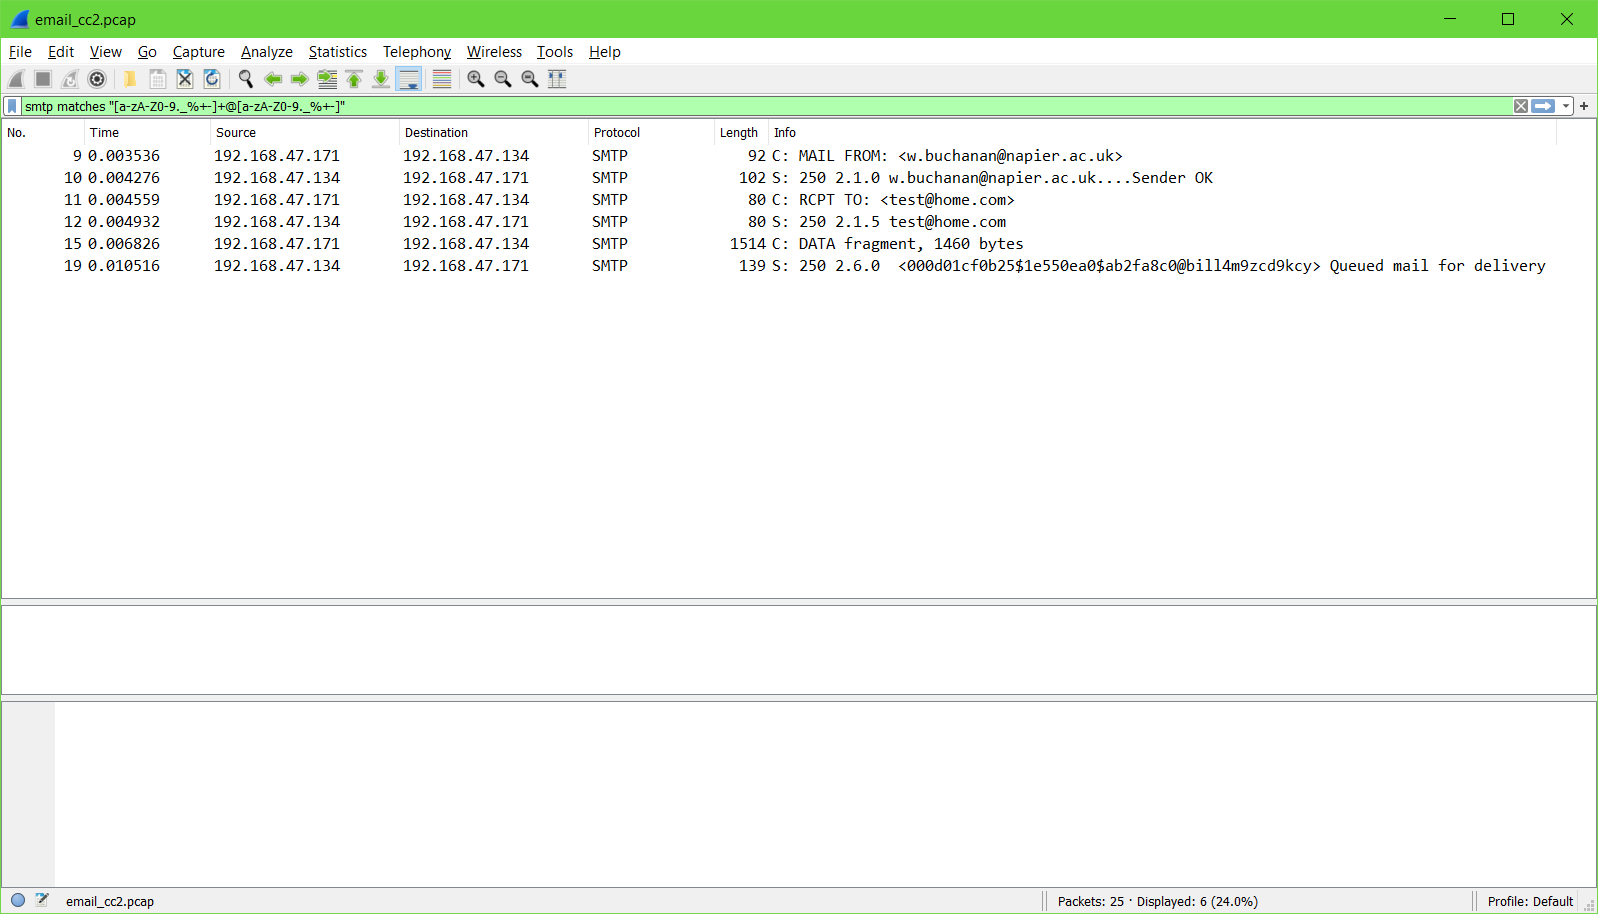 email_cc2.pcap
File Edit View Go Capture Analyze Statistics Telephony Wireless Tools Help
smtp matches "[a-zA-Z0-9._%+-]+@[a-zA-Z0-9._%+-]"
No. Time Source Destination Protocol Length Info
9 0.003536 192.168.47.171 192.168.47.134 SMTP 92 C: MAIL FROM: <w.buchanan@napier.ac.uk>
10 0.004276 192.168.47.134 192.168.47.171 SMTP 102 S: 250 2.1.0 w.buchanan@napier.ac.uk....Sender OK
11 0.004559 192.168.47.171 192.168.47.134 SMTP 80 C: RCPT TO: <test@home.com>
12 0.004932 192.168.47.134 192.168.47.171 SMTP 80 S: 250 2.1.5 test@home.com
15 0.006826 192.168.47.171 192.168.47.134 SMTP 1514 C: DATA fragment, 1460 bytes
19 0.010516 192.168.47.134 192.168.47.171 SMTP 139 S: 250 2.6.0  <000d01cf0b25$1e550ea0$ab2fa8c0@bill4m9zcd9kcy> Queued mail for delivery
email_cc2.pcap Packets: 25 · Displayed: 6 (24.0%) Profile: Default